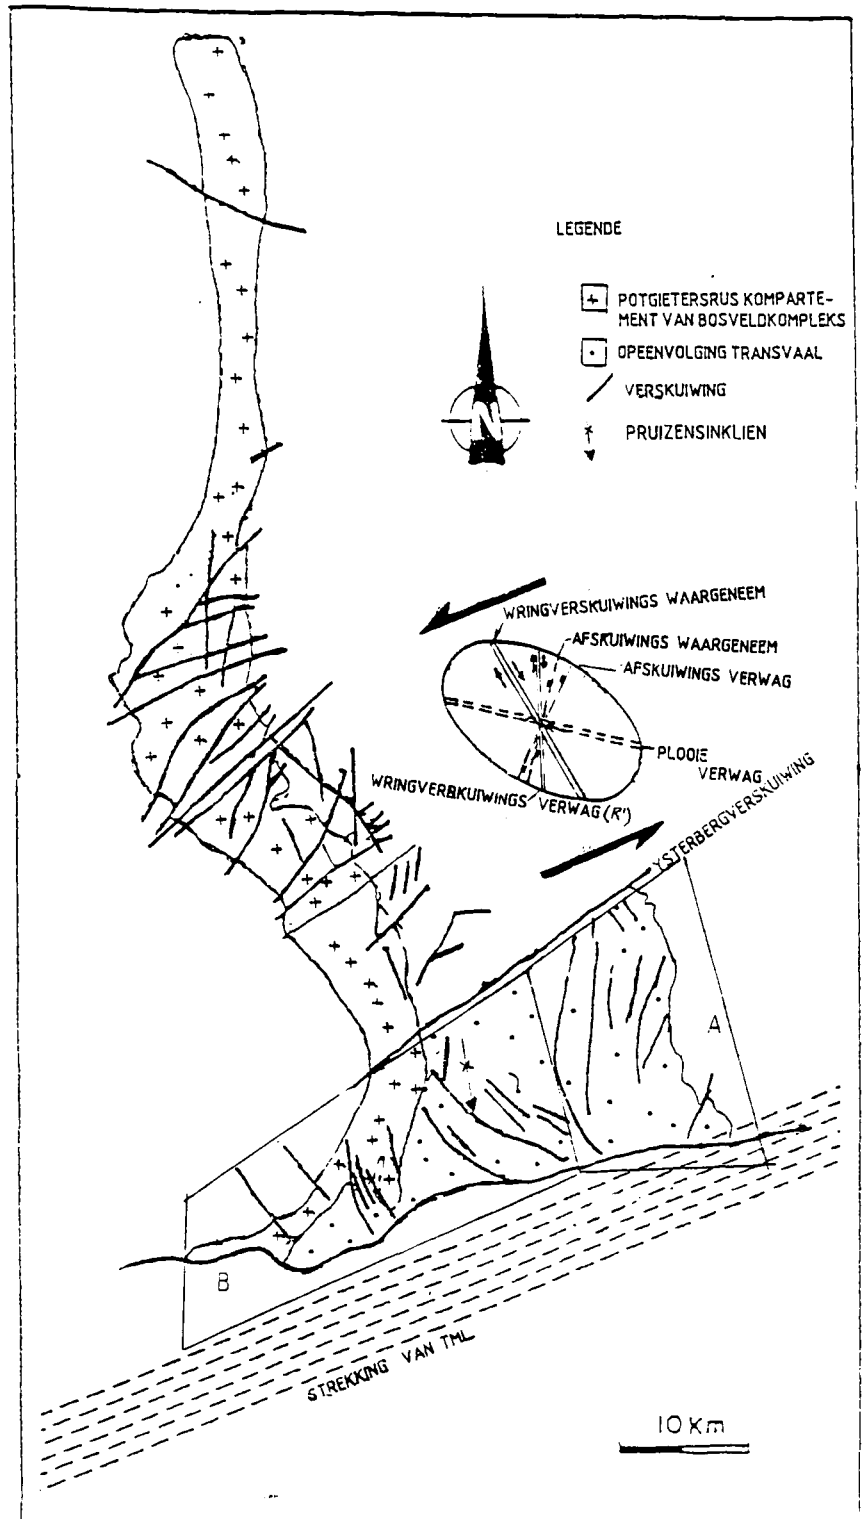 LEGENDE
POTGIETERSRUS KOMPARTE-
MENT VAN BOSVELDKOMPLEKS
OPEENVOLGING TRANSVAAL
VERSKUIWING
PRUIZENSINKLIEN
N
WRINGVERSKUIWINGS WAARGENEEM
AFSKUIWINGS WAARGENEEM
AFSKUIWINGS VERWAG
PLOOIE
VERWAG
WRINGVERSKUIWINGS VERWAG (R')
YSTERBERGVERSKUIWING
A
B
STREKKING VAN TML
10 Km